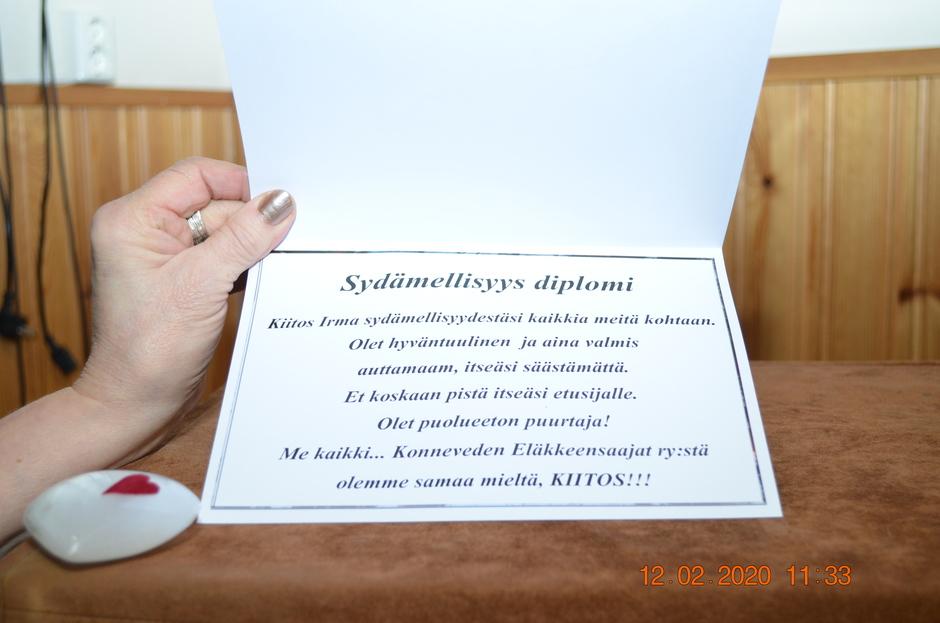 Sydämellisyys diplomi
Kiitos Irma sydämellisyydestäsi kaikkia meitä kohtaan.
Olet hyväntuulinen ja aina valmis
auttamaam, itseäsi säästämättä.
Et koskaan pistä itseäsi etusijalle.
Olet puolueeton puurtaja!
Me kaikki... Konneveden Eläkkeensaajat ry:stä
olemme samaa mieltä, KIITOS!!!
12.02.2020 11:33